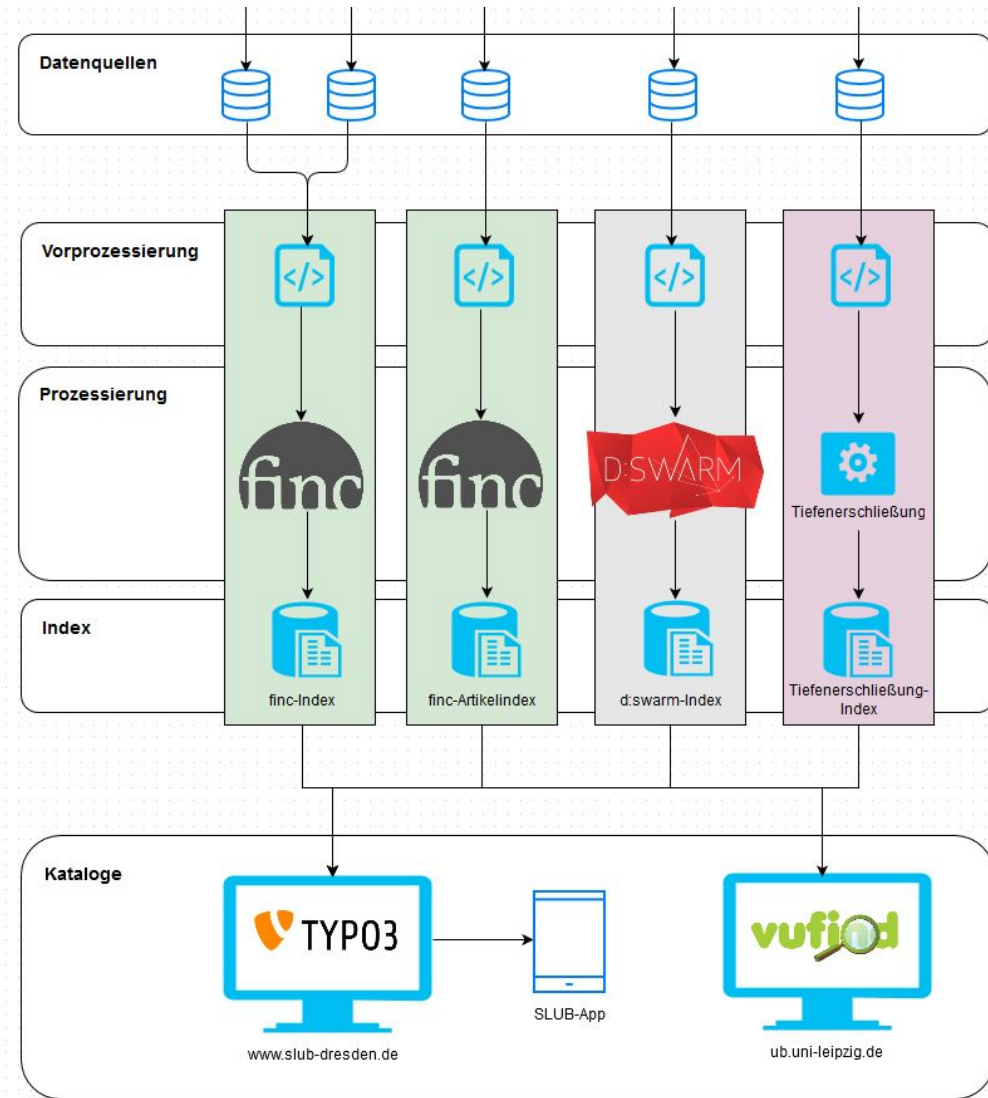 Datenquellen
Vorprozessierung
</>
</>
</>
</>
Prozessierung
finc
finc
D:SWARM
Tiefenerschließung
Index
finc-Index
finc-Artikelindex
d:swarm-Index
Tiefenerschließung-
Index
Kataloge
TYPO3
vufind
SLUB-App
www.slub-dresden.de
ub.uni-leipzig.de